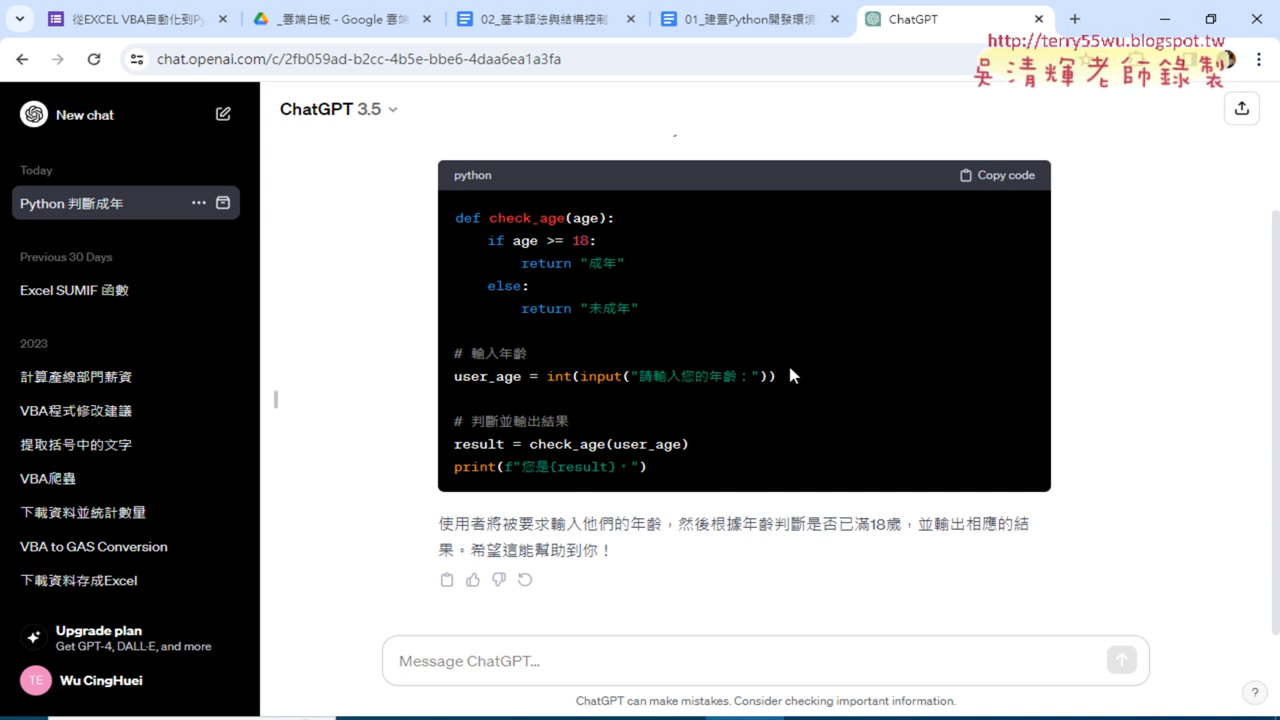 從EXCEL VBA自動化到Py
_雲端白板 - Google 雲端
02_基本語法與結構控制
01_建置Python開發環境
ChatGPT
http://terry55wu.blogspot.tw
chat.openai.com/c/2fb059ad-b2cc-4b5e-bbe6-4daa6ea1a3fa
吳清輝老師錄製
New chat
ChatGPT 3.5
Today
Python 判斷成年
Previous 30 Days
Excel SUMIF 函數
2023
計算產線部門薪資
VBA程式修改建議
提取括号中的文字
VBA爬蟲
下載資料並統計數量
VBA to GAS Conversion
下載資料存成Excel
Upgrade plan
Get GPT-4, DALL·E, and more
TE
Wu CingHuei
python
Copy code
def check_age(age):
    if age >= 18:
        return "成年"
    else:
        return "未成年"
# 輸入年齡
user_age = int(input("請輸入您的年齡："))
# 判斷並輸出結果
result = check_age(user_age)
print(f"您是{result}。")
使用者將被要求輸入他們的年齡，然後根據年齡判斷是否已滿18歲，並輸出相應的結
果。希望這能幫助到你！
Message ChatGPT...
ChatGPT can make mistakes. Consider checking important information.
?